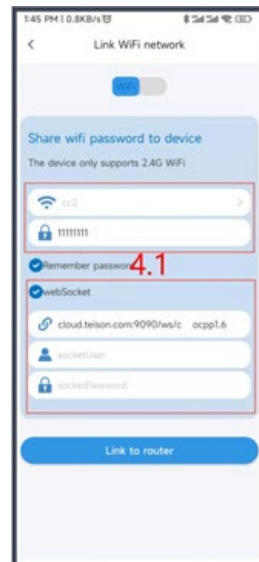 1:45 PM | 0.8KB/s
Link WiFi network
WiFi
Share wifi password to device
The device only supports 2.4G WiFi
cc2
11111111
Remember password
4.1
webSocket
cloud.teison.com:9090/ws/c ocpp1.6
socketUser
socketPassword
Link to router